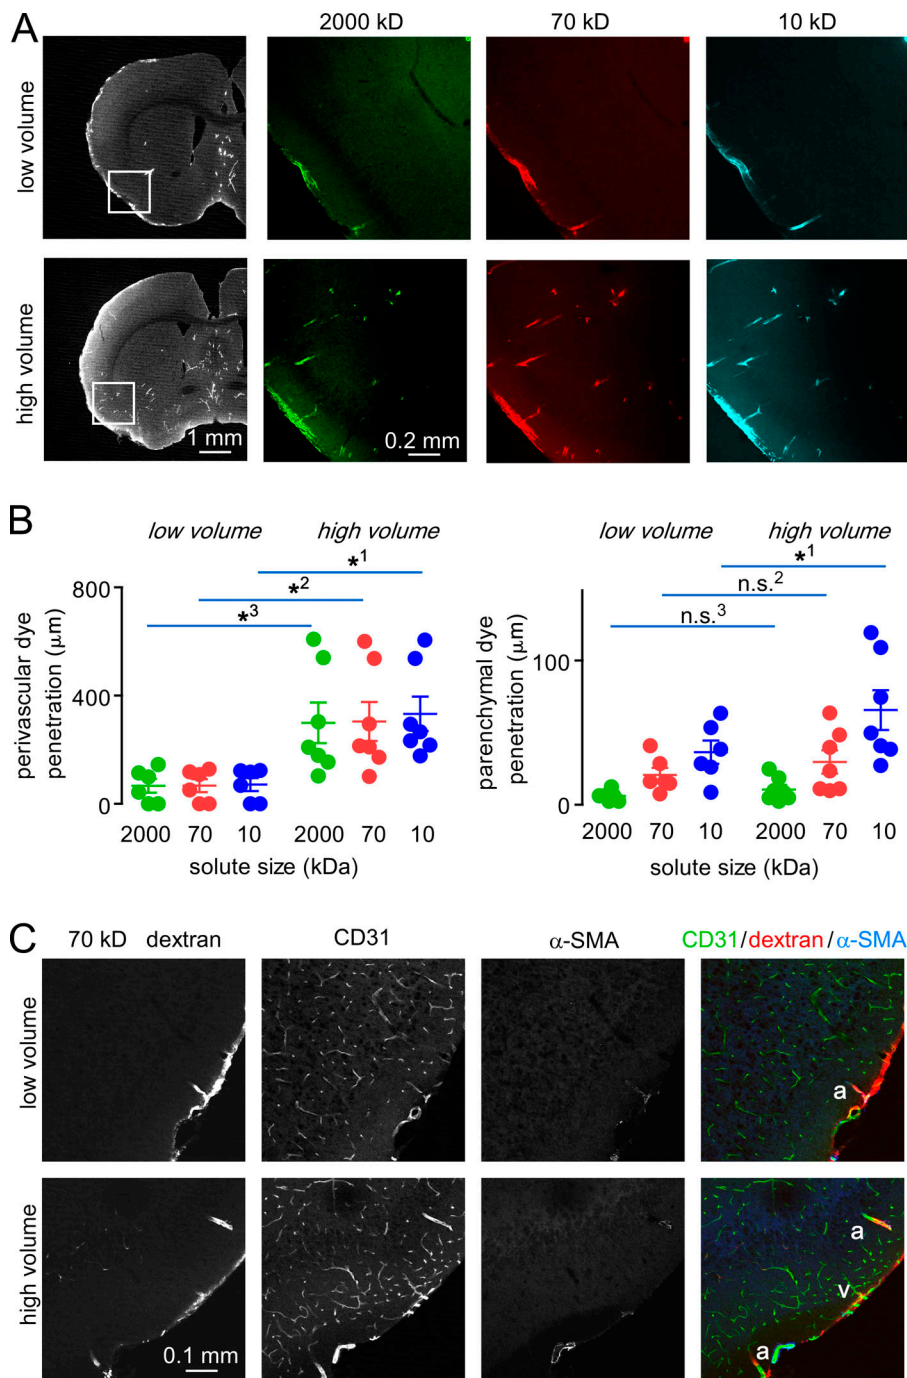 A
2000 kD 70 kD 10 kD
low volume
high volume
1 mm
0.2 mm
B
low volume high volume
*1
*2
*3
800
400
0
perivascular dye
penetration (μm)
2000 70 10 2000 70 10
solute size (kDa)
low volume high volume
*1
n.s.2
n.s.3
100
0
parenchymal dye
penetration (μm)
2000 70 10 2000 70 10
solute size (kDa)
C
70 kD dextran CD31 α-SMA CD31/dextran/α-SMA
low volume
a
high volume
a
v
a
0.1 mm